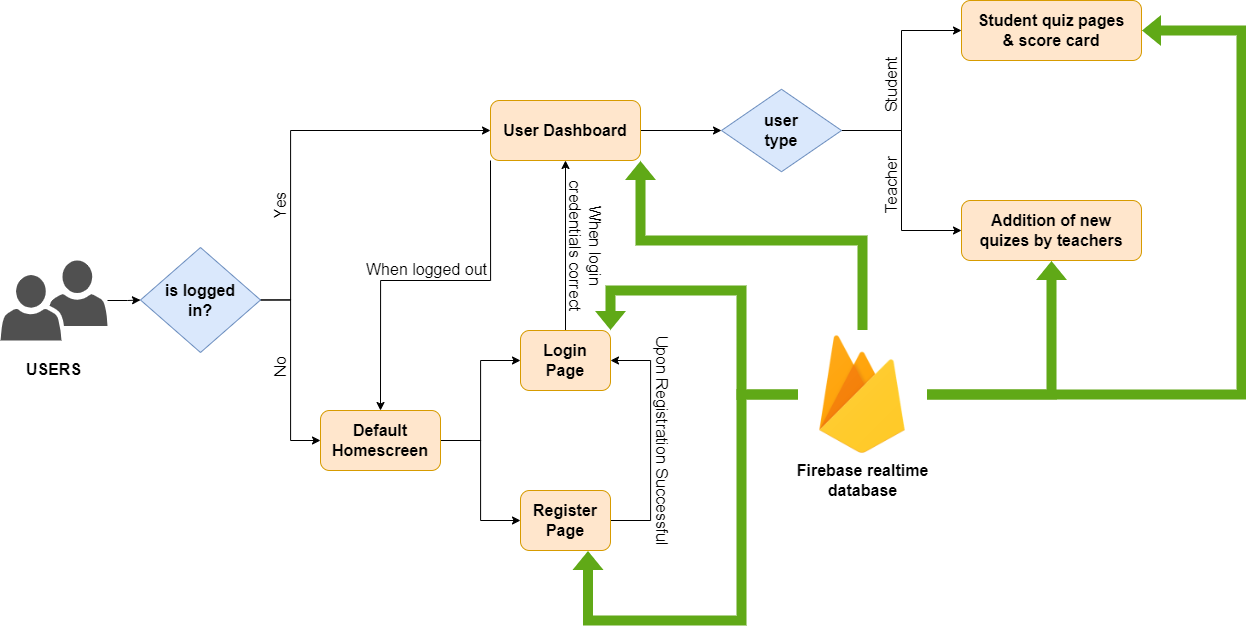 Student quiz pages
& score card
Student
User Dashboard
user
type
Teacher
Yes
When login
credentials correct
Addition of new
quizes by teachers
When logged out
is logged
in?
USERS
No
Login
Page
Upon Registration Successful
Default
Homescreen
Firebase realtime
database
Register
Page